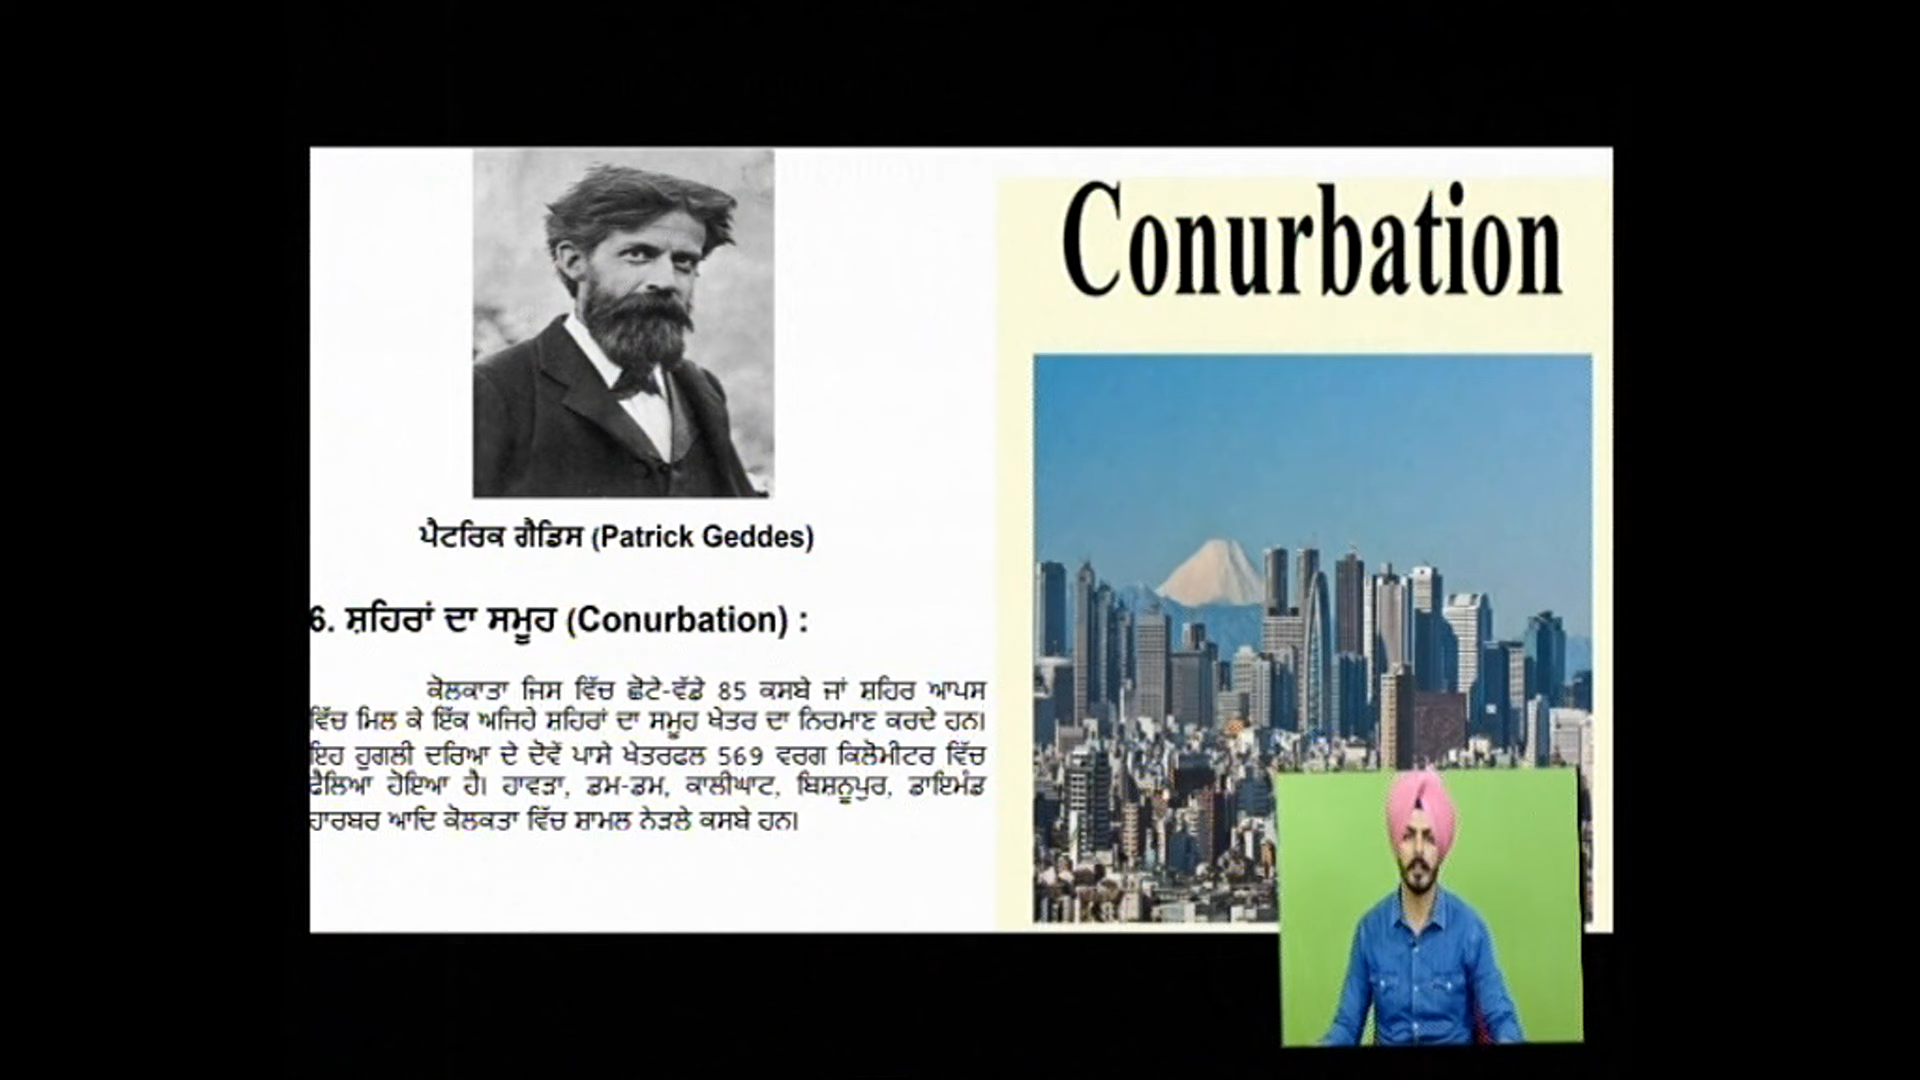 ਪੈਟਰਿਕ ਗੈਡਿਸ (Patrick Geddes)
6. ਸ਼ਹਿਰਾਂ ਦਾ ਸਮੂਹ (Conurbation) :
ਕੋਲਕਾਤਾ ਜਿਸ ਵਿੱਚ ਛੋਟੇ-ਵੱਡੇ 85 ਕਸਬੇ ਜਾਂ ਸ਼ਹਿਰ ਆਪਸ
ਵਿੱਚ ਮਿਲ ਕੇ ਇੱਕ ਅਜਿਹੇ ਸ਼ਹਿਰਾਂ ਦਾ ਸਮੂਹ ਖੇਤਰ ਦਾ ਨਿਰਮਾਣ ਕਰਦੇ ਹਨ।
ਇਹ ਹੁਗਲੀ ਦਰਿਆ ਦੇ ਦੋਵੇਂ ਪਾਸੇ ਖੇਤਰਫਲ 569 ਵਰਗ ਕਿਲੋਮੀਟਰ ਵਿੱਚ
ਫੈਲਿਆ ਹੋਇਆ ਹੈ। ਹਾਵੜਾ, ਡਮ-ਡਮ, ਕਾਲੀਘਾਟ, ਬਿਸ਼ਨੂਪੁਰ, ਡਾਇਮੰਡ
ਹਾਰਬਰ ਆਦਿ ਕੋਲਕਤਾ ਵਿੱਚ ਸ਼ਾਮਲ ਨੇੜਲੇ ਕਸਬੇ ਹਨ।
Conurbation